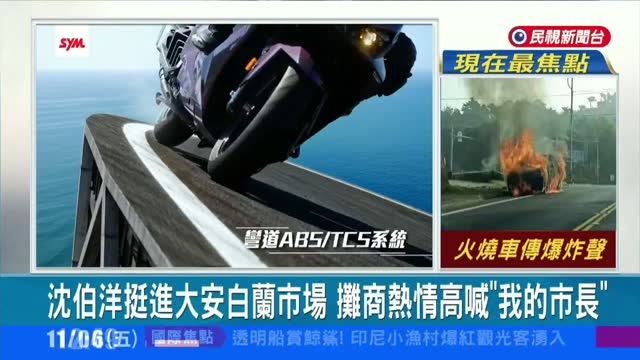 SYM
民視新聞台
現在最焦點
彎道ABS/TCS系統
火燒車傳爆炸聲
沈伯洋挺進大安白蘭市場 攤商熱情高喊"我的市長"
11/06(五) 國際焦點 透明船賞鯨鯊! 印尼小漁村爆紅觀光客湧入